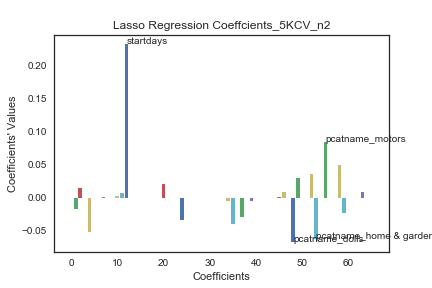 Lasso Regression Coeffcients_5KCV_n2
startdays
pcatname_motors
pcatname_dolls
pcatname_home & garden
Coefficients' Values
0.20
0.15
0.10
0.05
0.00
−0.05
0 10 20 30 40 50 60
Coefficients